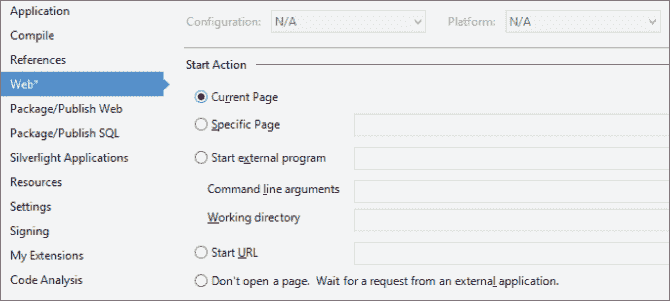 Application
Compile
References
Web*
Package/Publish Web
Package/Publish SQL
Silverlight Applications
Resources
Settings
Signing
My Extensions
Code Analysis
Configuration: N/A Platform: N/A
Start Action
Current Page
Specific Page
Start external program
Command line arguments
Working directory
Start URL
Don't open a page. Wait for a request from an external application.